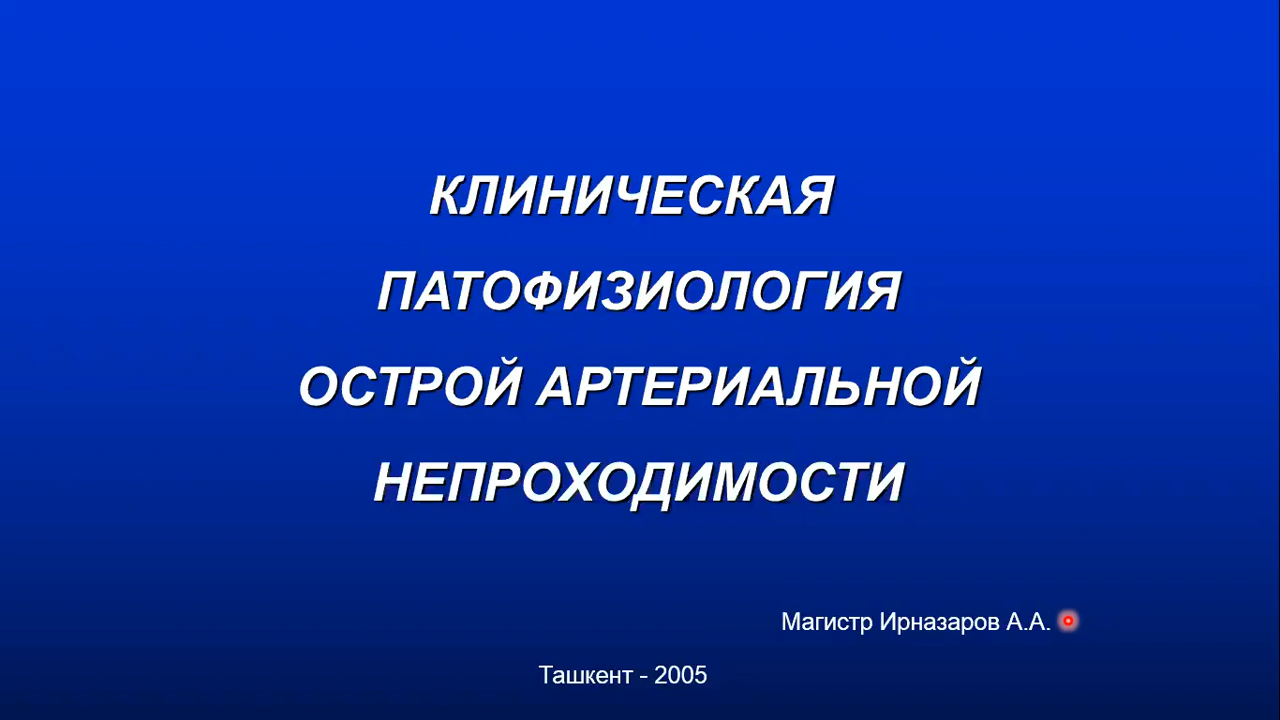 КЛИНИЧЕСКАЯ
ПАТОФИЗИОЛОГИЯ
ОСТРОЙ АРТЕРИАЛЬНОЙ
НЕПРОХОДИМОСТИ
Магистр Ирназаров А.А.
Ташкент - 2005